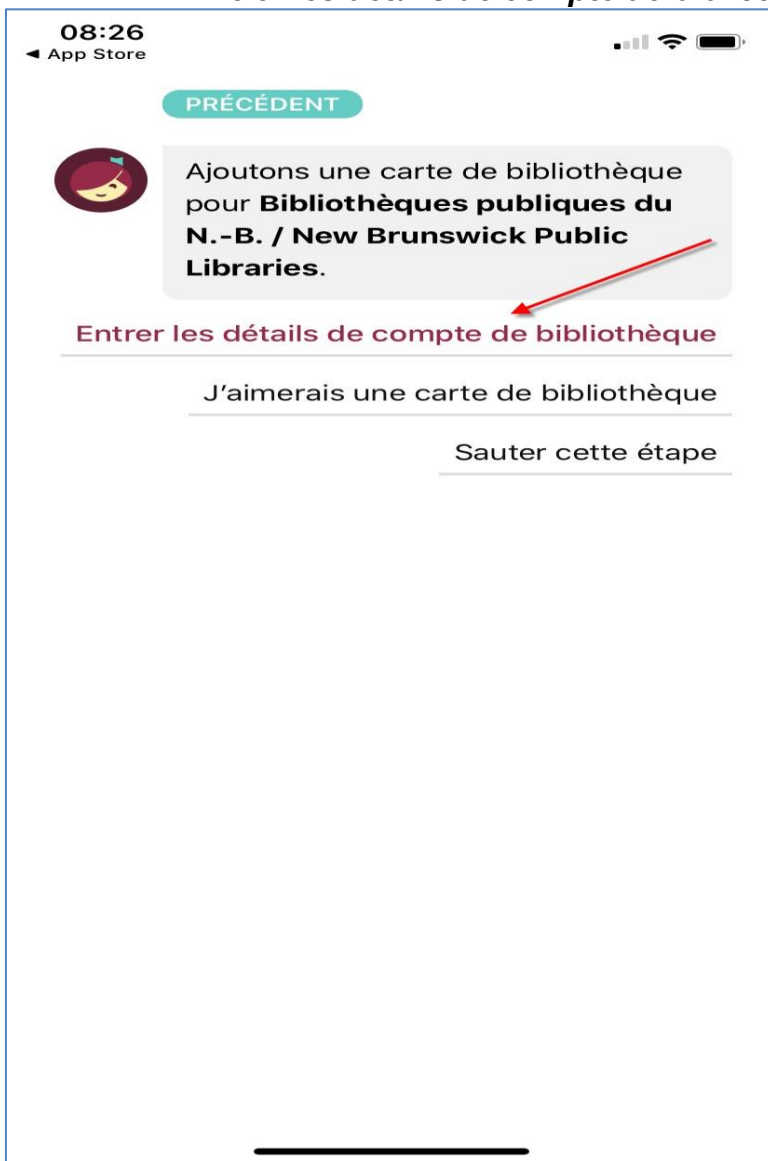 08:26
◄ App Store
PRÉCÉDENT
Ajoutons une carte de bibliothèque
pour Bibliothèques publiques du
N.-B. / New Brunswick Public
Libraries.
Entrer les détails de compte de bibliothèque
J'aimerais une carte de bibliothèque
Sauter cette étape